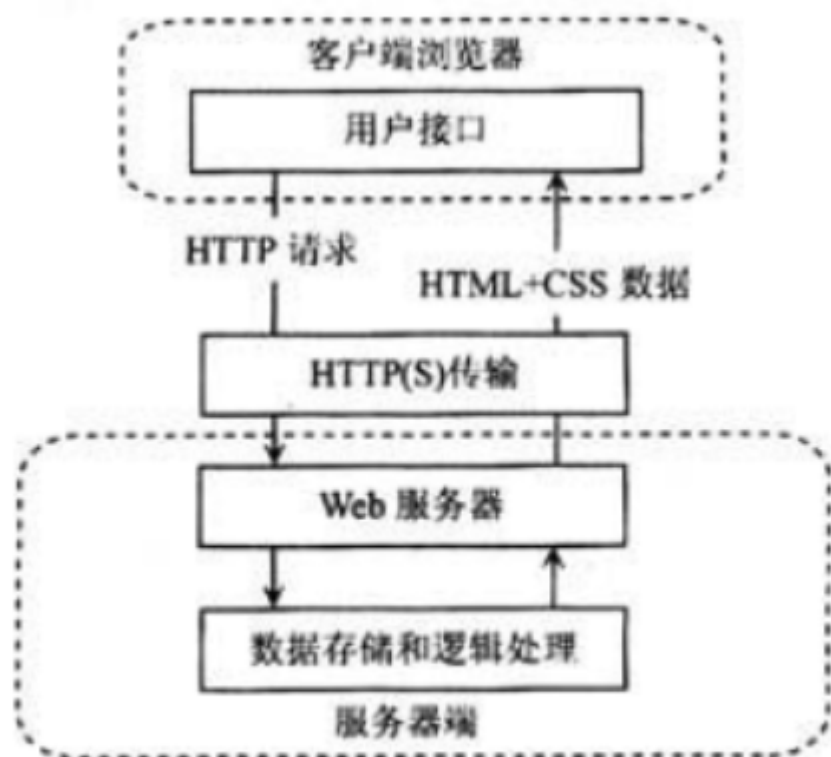 客户端浏览器
用户接口
HTTP 请求
HTML+CSS 数据
HTTP(S)传输
Web 服务器
数据存储和逻辑处理
服务器端